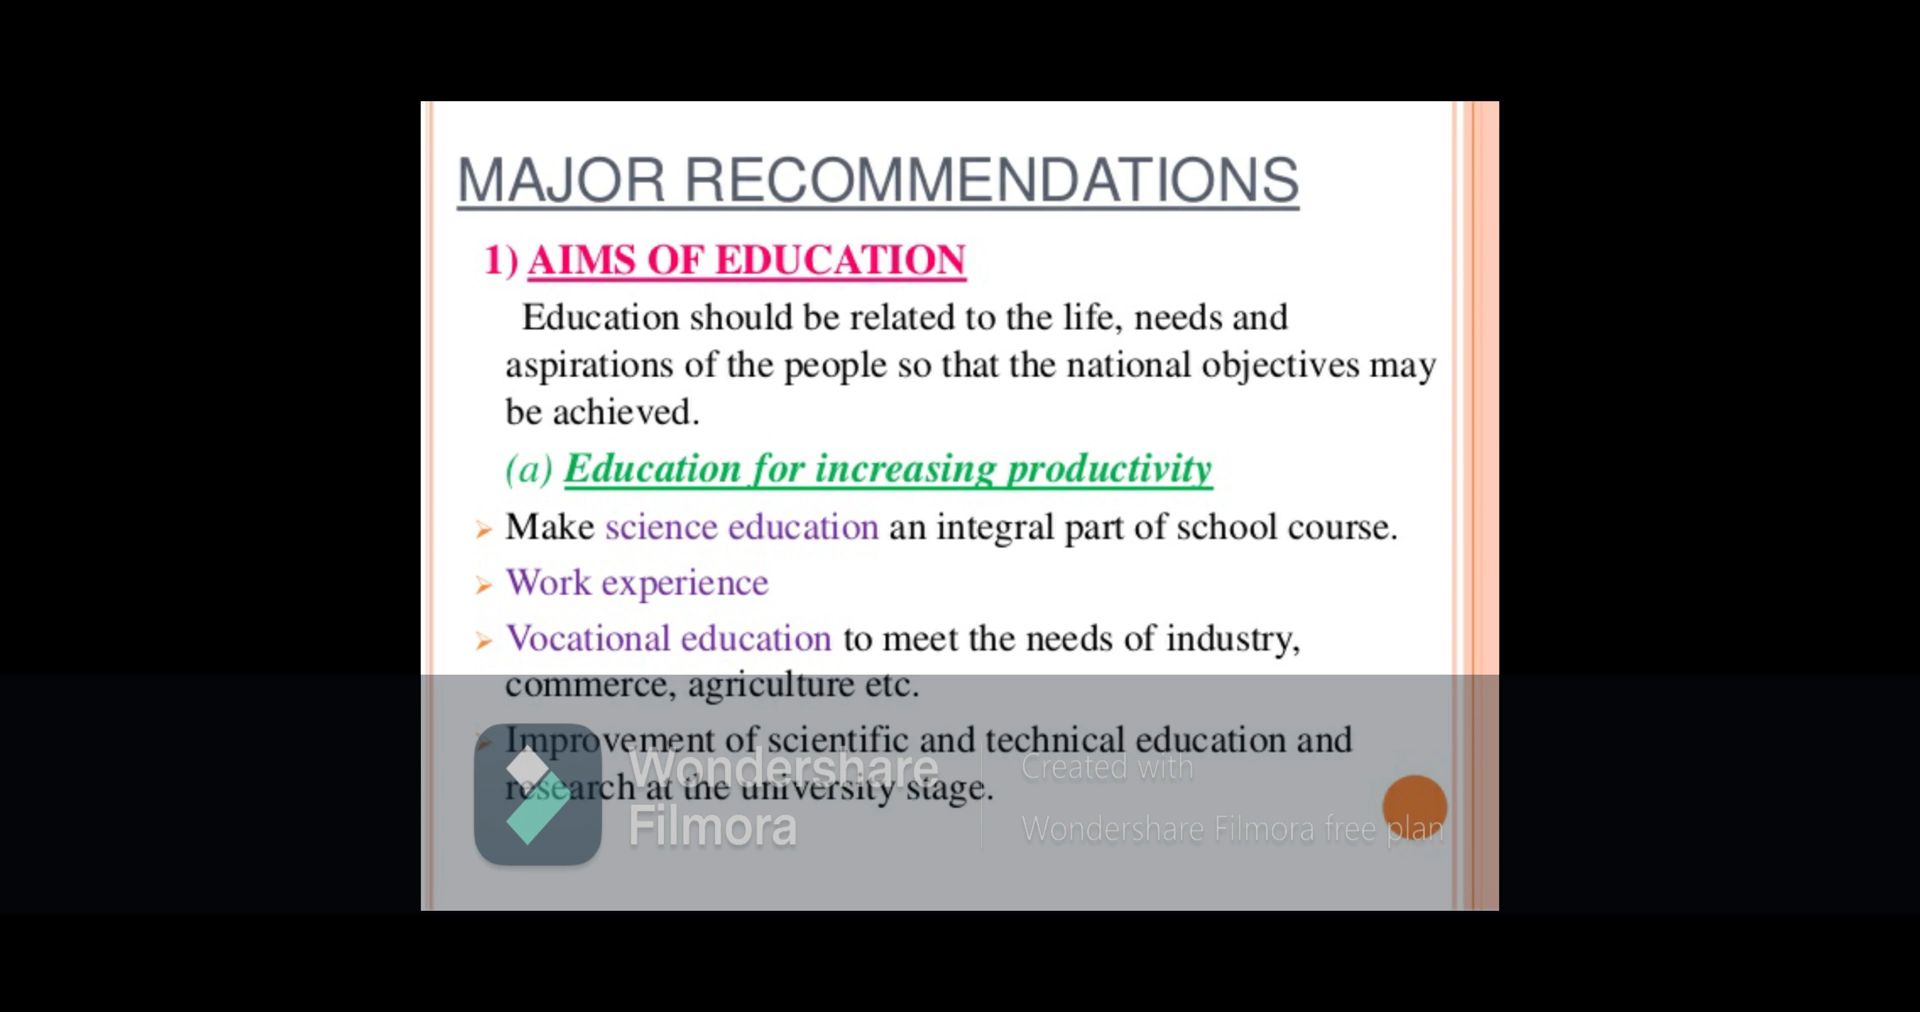 MAJOR RECOMMENDATIONS
1) AIMS OF EDUCATION
Education should be related to the life, needs and
aspirations of the people so that the national objectives may
be achieved.
(a) Education for increasing productivity
➢ Make science education an integral part of school course.
➢ Work experience
➢ Vocational education to meet the needs of industry,
commerce, agriculture etc.
➢ Improvement of scientific and technical education and
research at the university stage.
Wondershare
Filmora
Created with
Wondershare Filmora free plan